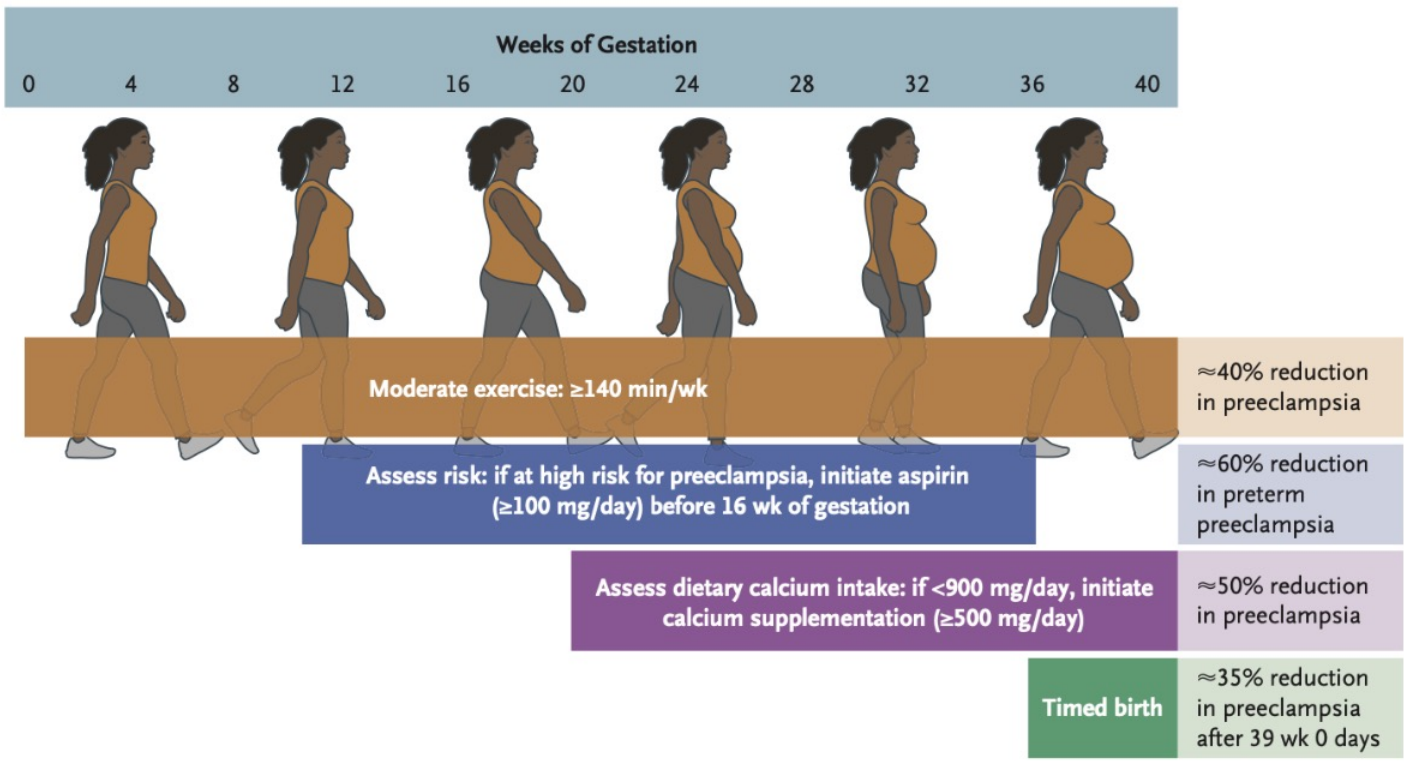 Weeks of Gestation
0 4 8 12 16 20 24 28 32 36 40
Moderate exercise: ≥140 min/wk
≈40% reduction
in preeclampsia
Assess risk: if at high risk for preeclampsia, initiate aspirin
(≥100 mg/day) before 16 wk of gestation
≈60% reduction
in preterm
preeclampsia
Assess dietary calcium intake: if <900 mg/day, initiate
calcium supplementation (≥500 mg/day)
≈50% reduction
in preeclampsia
Timed birth
≈35% reduction
in preeclampsia
after 39 wk 0 days